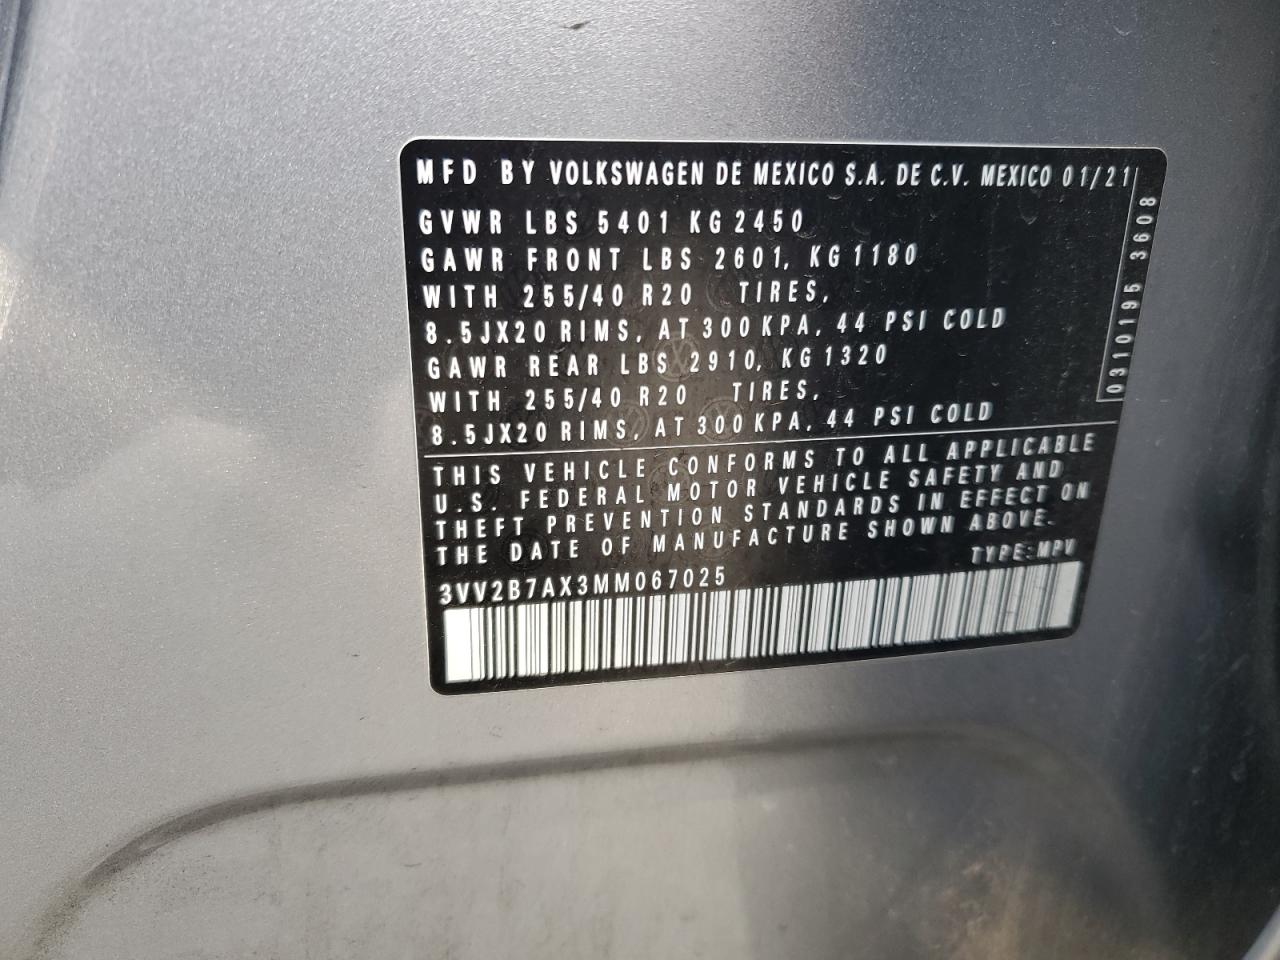 MFD BY VOLKSWAGEN DE MEXICO S.A. DE C.V. MEXICO 01/21
GVWR LBS 5401 KG 2450
GAWR FRONT LBS 2601, KG 1180
WITH 255/40 R20 TIRES,
8.5JX20 RIMS, AT 300 KPA, 44 PSI COLD
GAWR REAR LBS 2910, KG 1320
WITH 255/40 R20 TIRES,
8.5JX20 RIMS, AT 300 KPA, 44 PSI COLD
0310195 3608
THIS VEHICLE CONFORMS TO ALL APPLICABLE
U.S. FEDERAL MOTOR VEHICLE SAFETY AND
THEFT PREVENTION STANDARDS IN EFFECT ON
THE DATE OF MANUFACTURE SHOWN ABOVE.
TYPE:MPV
3VV2B7AX3MM067025